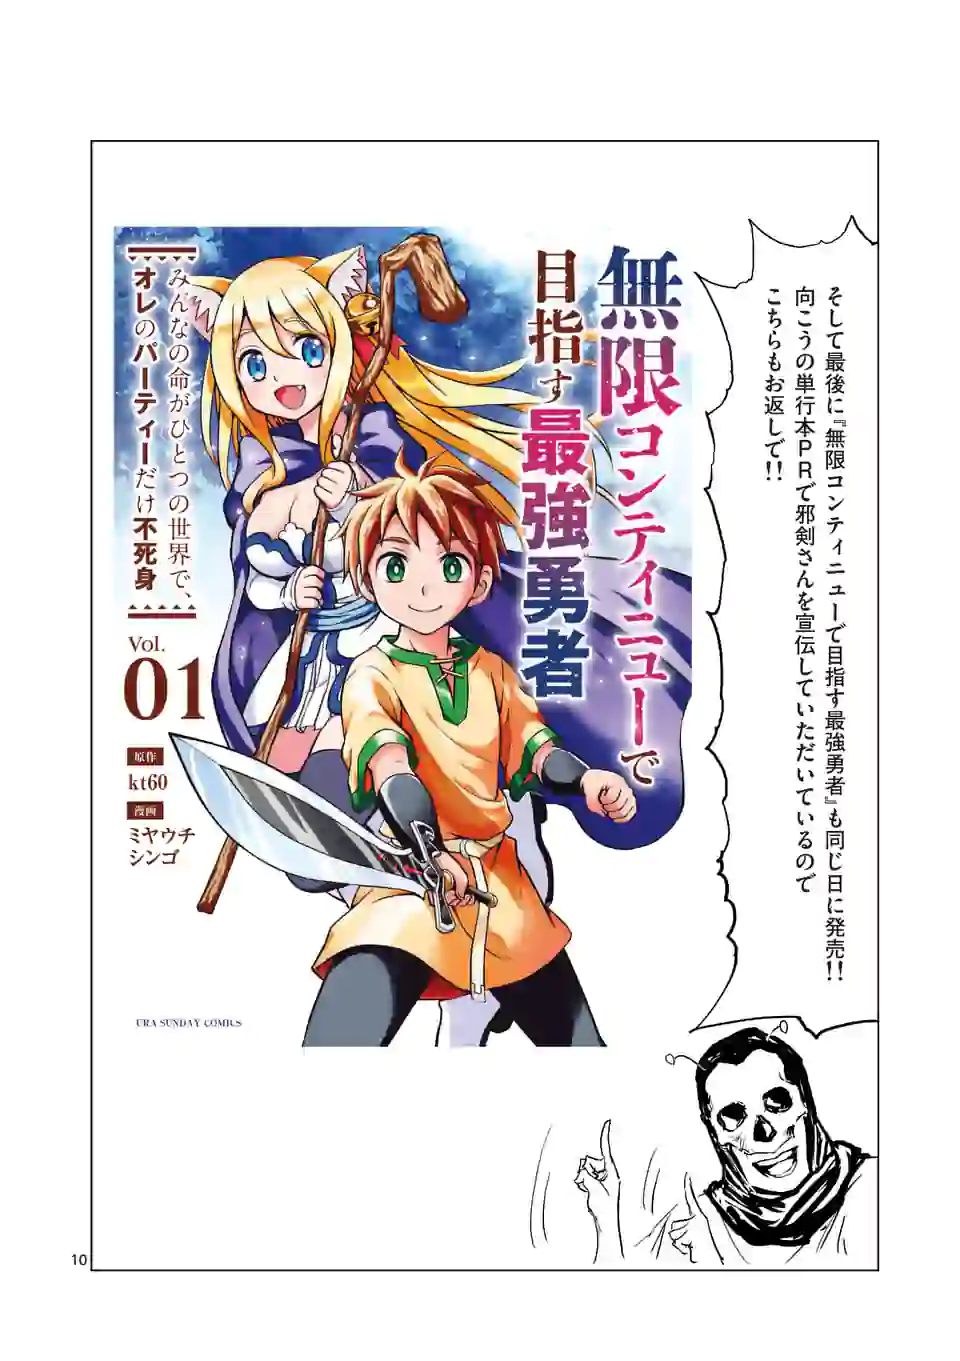 そして最後に『無限コンティニューで目指す最強勇者』も同じ日に発売!!
向こうの単行本PRで邪剣さんを宣伝していただいているので
こちらもお返しで!!
無限コンティニューで
目指す最強勇者
みんなの命がひとつの世界で、
オレのパーティーだけ不死身
Vol.
01
原作
kt60
漫画
ミヤウチ
シンゴ
URA SUNDAY COMICS
10